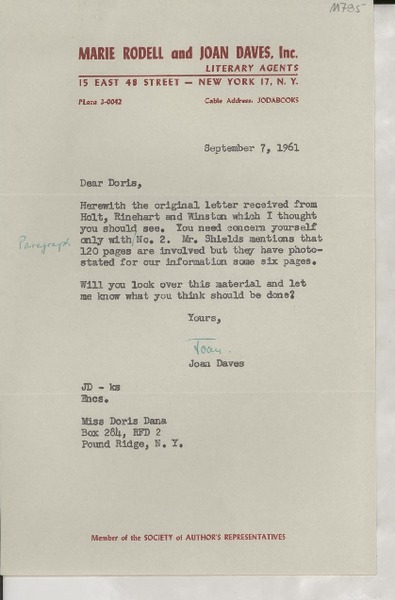 M735
MARIE RODELL and JOAN DAVES, Inc.
LITERARY AGENTS
15 EAST 48 STREET — NEW YORK 17, N. Y.
PLaza 3-0042 Cable Address: JODABOOKS
September 7, 1961
Dear Doris,
Herewith the original letter received from
Holt, Rinehart and Winston which I thought
you should see. You need concern yourself
Paragraph
only with No. 2. Mr. Shields mentions that
120 pages are involved but they have photo-
stated for our information some six pages.
Will you look over this material and let
me know what you think should be done?
Yours,
Joan.
Joan Daves
JD - ks
Encs.
Miss Doris Dana
Box 284, RFD 2
Pound Ridge, N. Y.
Member of the SOCIETY of AUTHOR'S REPRESENTATIVES